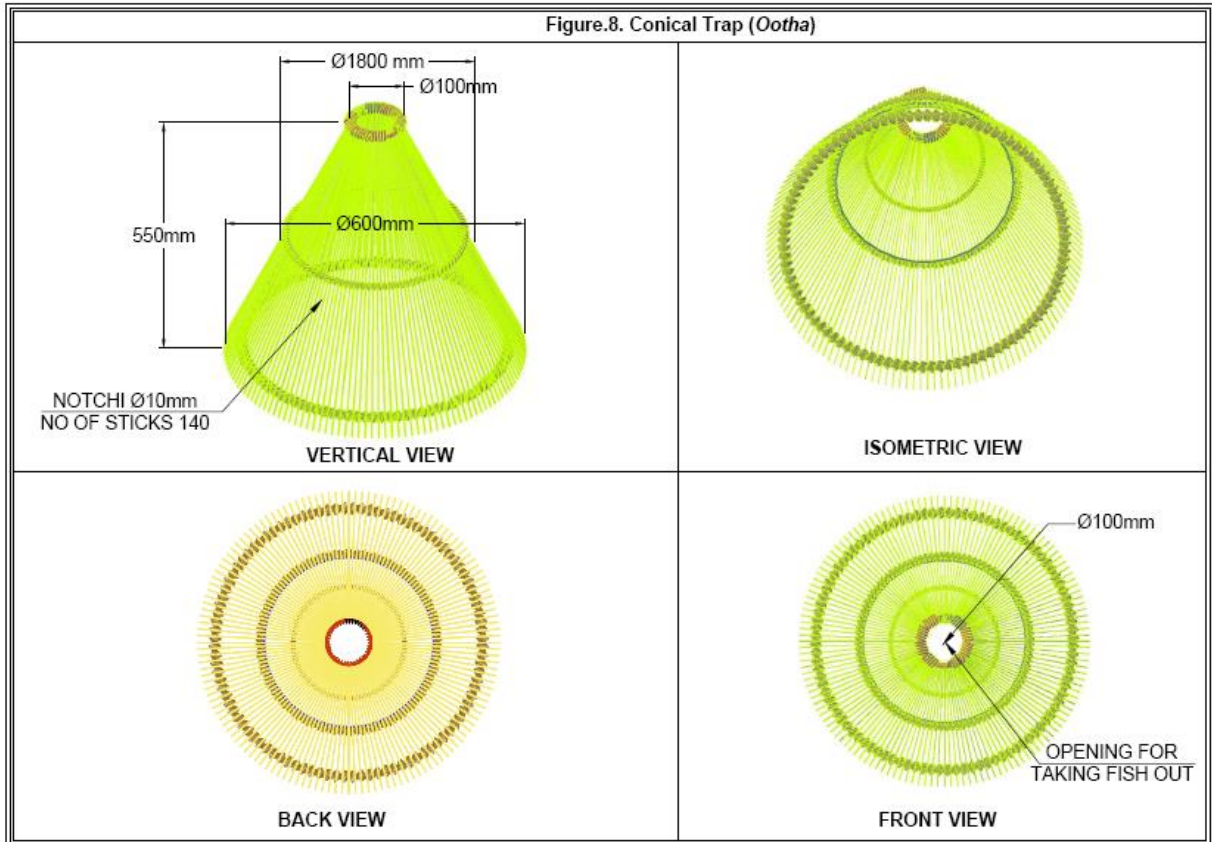 Figure.8. Conical Trap (Ootha)
Ø1800 mm
Ø100mm
Ø600mm
550mm
NOTCHI Ø10mm
NO OF STICKS 140
VERTICAL VIEW
ISOMETRIC VIEW
BACK VIEW
Ø100mm
OPENING FOR
TAKING FISH OUT
FRONT VIEW